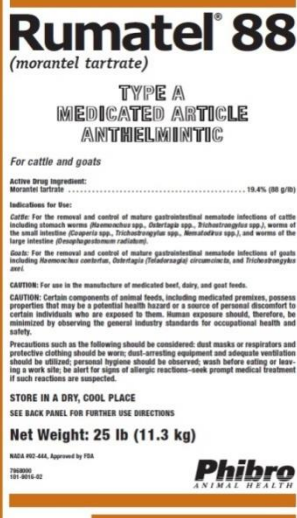 Rumatel® 88
(morantel tartrate)
TYPE A
MEDICATED ARTICLE
ANTHELMINTIC
For cattle and goats
Active Drug Ingredient:
Morantel tartrate ........................................ 19.4% (88 g/lb)
Indications for Use:
Cattle: For the removal and control of mature gastrointestinal nematode infections of cattle
including stomach worms (Haemonchus spp., Ostertagia spp., Trichostrongylus spp.), worms of
the small intestine (Cooperia spp., Trichostrongylus spp., Nematodirus spp.), and worms of the
large intestine (Oesophagostomum radiatum).
Goats: For the removal and control of mature gastrointestinal nematode infections of goats
including Haemonchus contortus, Ostertagia (Teladorsagia) circumcincta, and Trichostrongylus
axei.
CAUTION: For use in the manufacture of medicated beef, dairy, and goat feeds.
CAUTION: Certain components of animal feeds, including medicated premixes, possess
properties that may be a potential health hazard or a source of personal discomfort to
certain individuals who are exposed to them. Human exposure should, therefore, be
minimized by observing the general industry standards for occupational health and
safety.
Precautions such as the following should be considered: dust masks or respirators and
protective clothing should be worn; dust-arresting equipment and adequate ventilation
should be utilized; personal hygiene should be observed; wash before eating or leav-
ing a work site; be alert for signs of allergic reactions–seek prompt medical treatment
if such reactions are suspected.
STORE IN A DRY, COOL PLACE
SEE BACK PANEL FOR FURTHER USE DIRECTIONS
Net Weight: 25 lb (11.3 kg)
NADA #92-444, Approved by FDA
101-9016-02
Phibro
ANIMAL HEALTH